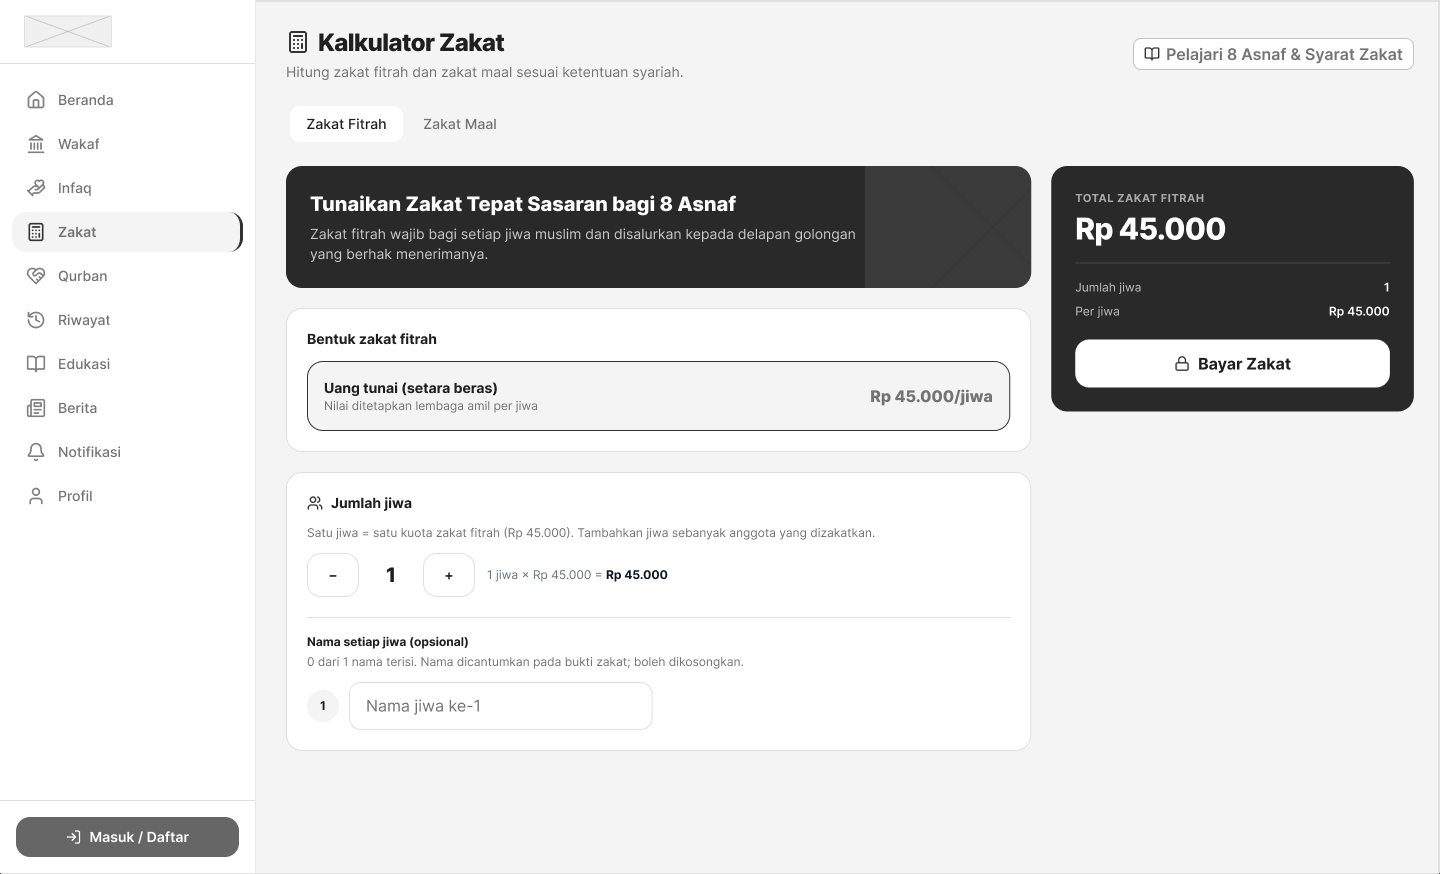 Beranda
Wakaf
Infaq
Zakat
Qurban
Riwayat
Edukasi
Berita
Notifikasi
Profil
Masuk / Daftar
Kalkulator Zakat
Hitung zakat fitrah dan zakat maal sesuai ketentuan syariah.
Pelajari 8 Asnaf & Syarat Zakat
Zakat Fitrah
Zakat Maal
Tunaikan Zakat Tepat Sasaran bagi 8 Asnaf
Zakat fitrah wajib bagi setiap jiwa muslim dan disalurkan kepada delapan golongan
yang berhak menerimanya.
Bentuk zakat fitrah
Uang tunai (setara beras)
Nilai ditetapkan lembaga amil per jiwa
Rp 45.000/jiwa
Jumlah jiwa
Satu jiwa = satu kuota zakat fitrah (Rp 45.000). Tambahkan jiwa sebanyak anggota yang dizakatkan.
− 1 + 1 jiwa × Rp 45.000 = Rp 45.000
Nama setiap jiwa (opsional)
0 dari 1 nama terisi. Nama dicantumkan pada bukti zakat; boleh dikosongkan.
1 Nama jiwa ke-1
TOTAL ZAKAT FITRAH
Rp 45.000
Jumlah jiwa 1
Per jiwa Rp 45.000
Bayar Zakat